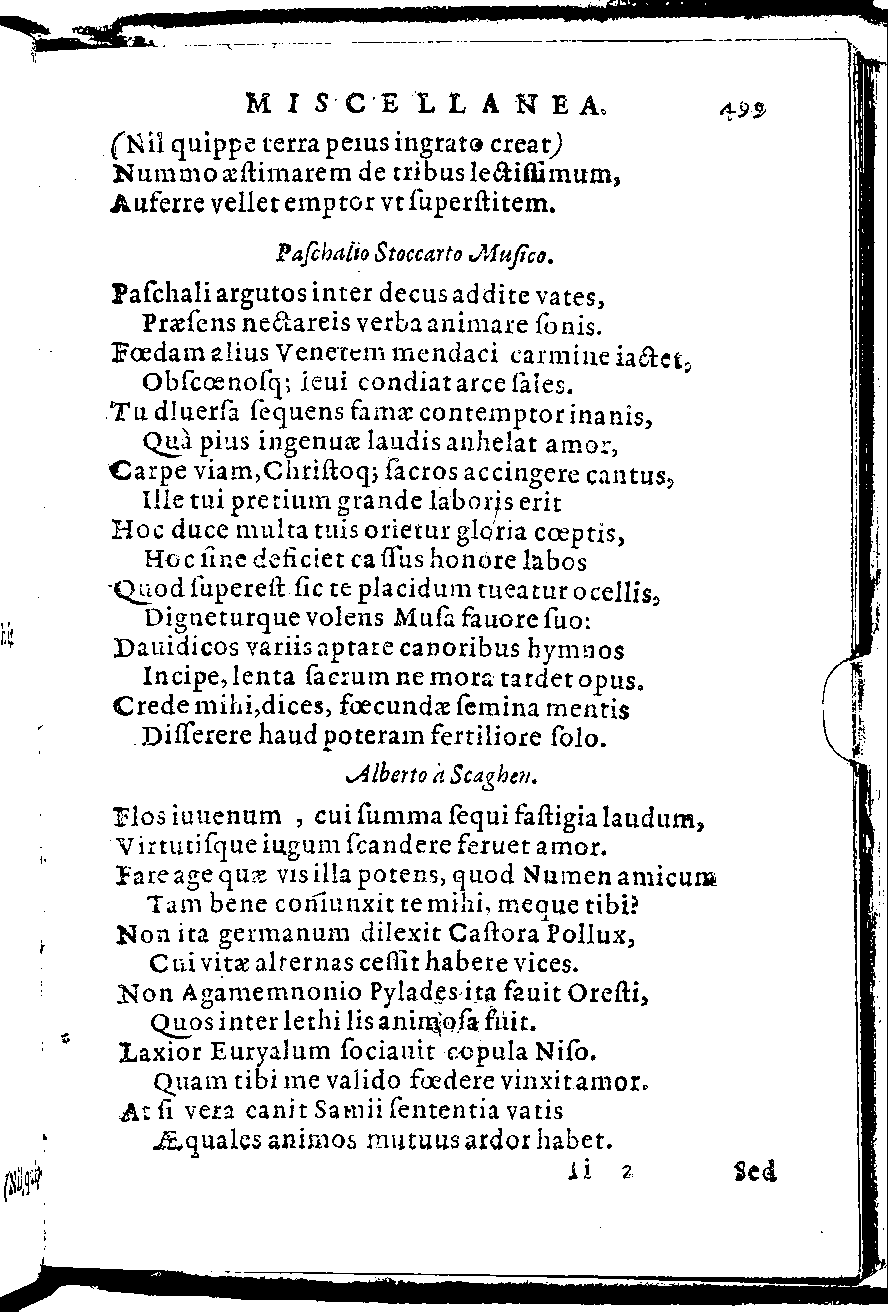 MISCELLANEA. 499
(Nil quippe terra peius ingrato creat)
Nummo æstimarem de tribus lectissimum,
Auferre vellet emptor vt superstitem.
Paschalio Stoccarto Musico.
Paschali argutos inter decus addite vates,
Præsens nectareis verba animare sonis.
Fœdam alius Venerem mendaci carmine iactet,
Obscœnosq; ieui condiat arce sales.
Tu diuersa sequens famæ contemptor inanis,
Quà pius ingenuæ laudis anhelat amor,
Carpe viam, Christoq; sacros accingere cantus,
Ille tui pretium grande laboris erit
Hoc duce multa tuis orietur gloria cœptis,
Hoc sine deficiet cassus honore labos
Quod superest sic te placidum tueatur ocellis,
Digneturque volens Musa fauore suo:
Dauidicos variis aptare canoribus hymnos
Incipe, lenta sacrum ne mora tardet opus.
Crede mihi, dices, fœcundæ semina mentis
Disserere haud poteram fertiliore solo.
Alberto à Scaghen.
Flos iuuenum , cui summa sequi fastigia laudum,
Virtutisque iugum scandere feruet amor.
Fare age quæ vis illa potens, quod Numen amicum
Tam bene coniunxit te mihi, meque tibi?
Non ita germanum dilexit Castora Pollux,
Cui vitæ alternas cessit habere vices.
Non Agamemnonio Pylades ita fauit Oresti,
Quos inter lethi lis animosa fuit.
Laxior Euryalum sociauit copula Niso.
Quam tibi me valido fœdere vinxit amor.
At si vera canit Samii sententia vatis
Æquales animos mutuus ardor habet.
Ii 2 Sed